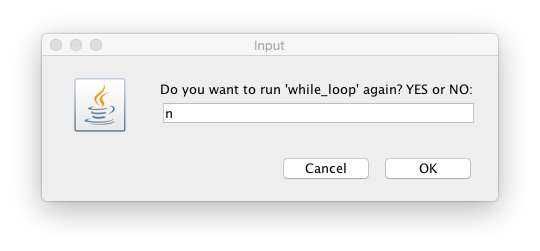 Input
Do you want to run 'while_loop' again? YES or NO:
n
Cancel OK